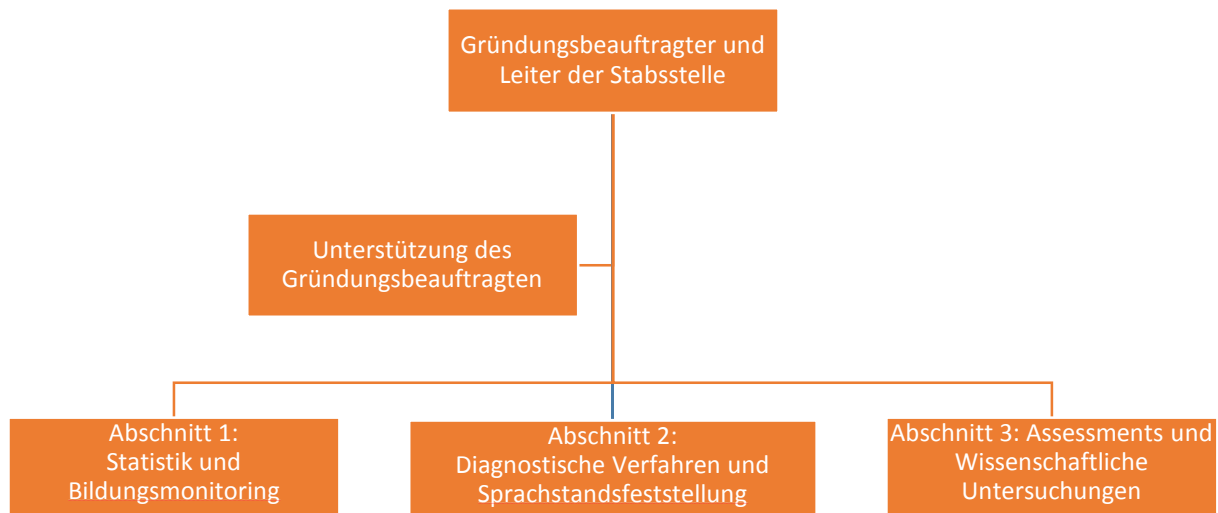 Gründungsbeauftragter und
Leiter der Stabsstelle
Unterstützung des
Gründungsbeauftragten
Abschnitt 1:
Statistik und
Bildungsmonitoring
Abschnitt 2:
Diagnostische Verfahren und
Sprachstandsfeststellung
Abschnitt 3: Assessments und
Wissenschaftliche
Untersuchungen